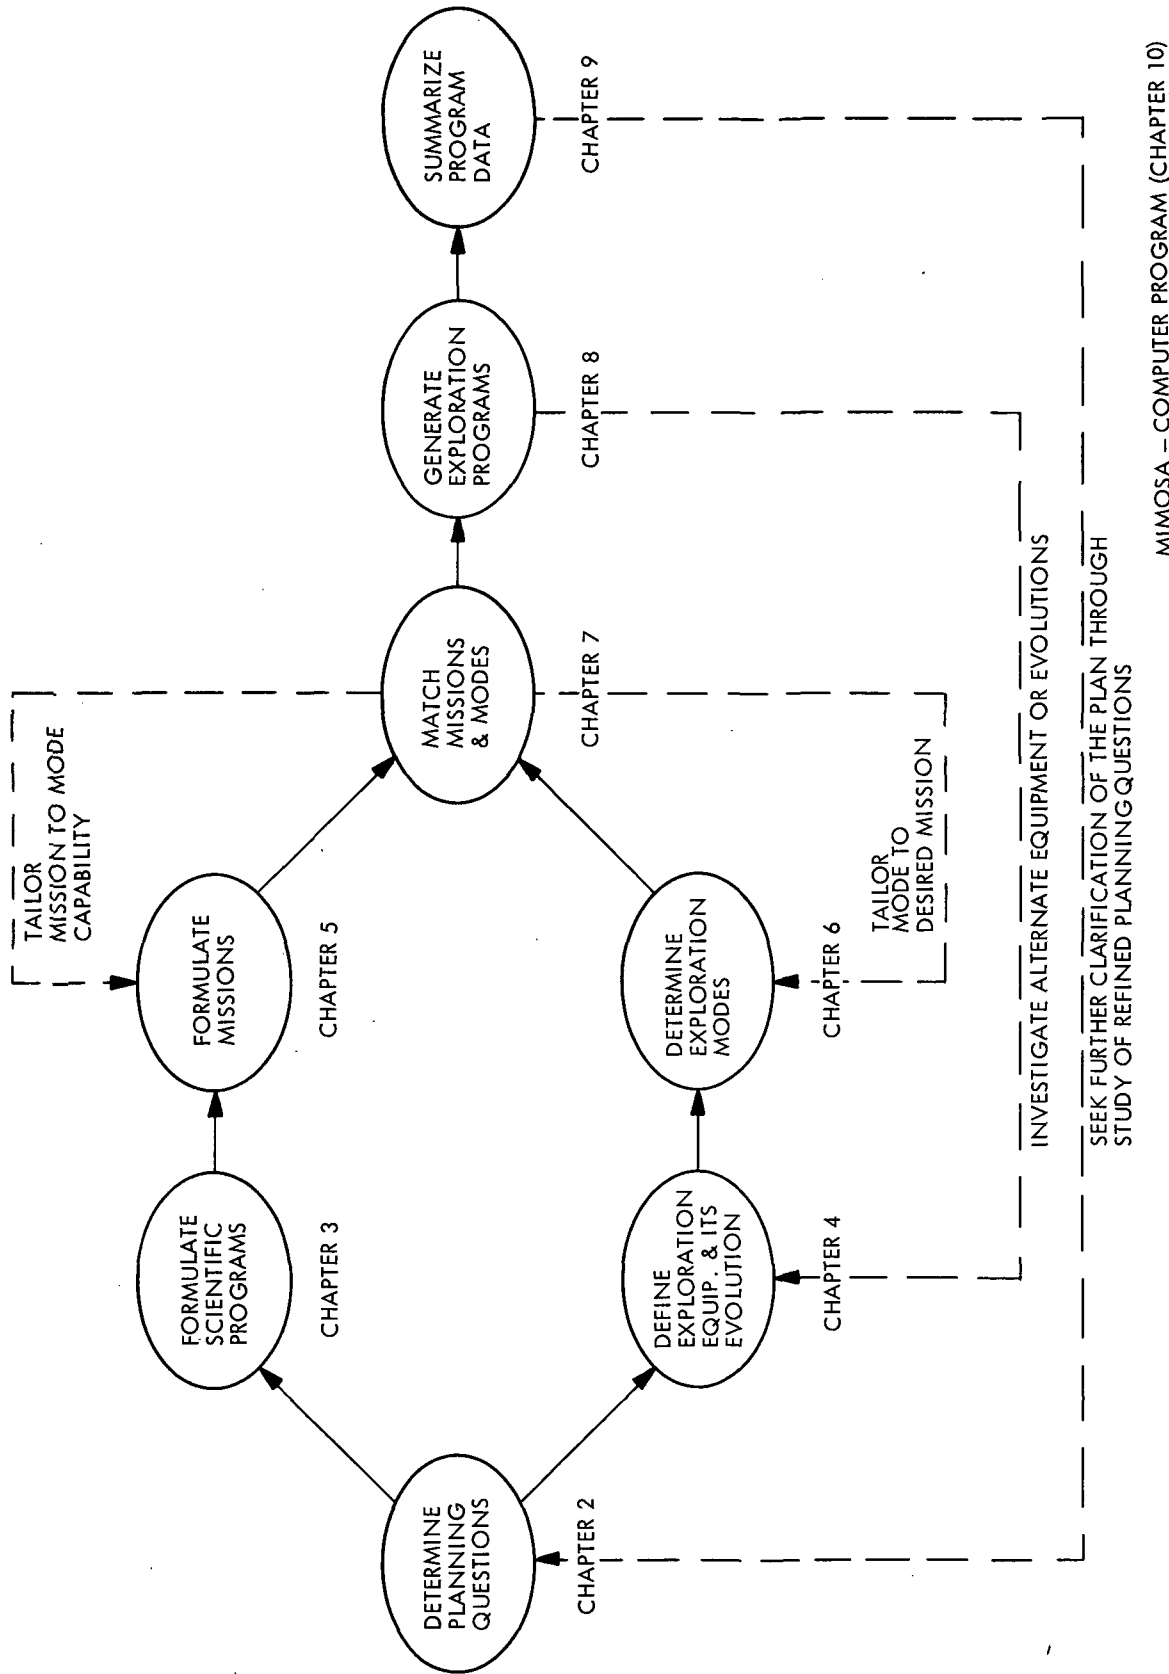 TAILOR
MISSION TO MODE
CAPABILITY
FORMULATE
SCIENTIFIC
PROGRAMS
CHAPTER 3
FORMULATE
MISSIONS
CHAPTER 5
DETERMINE
PLANNING
QUESTIONS
CHAPTER 2
MATCH
MISSIONS
& MODES
CHAPTER 7
GENERATE
EXPLORATION
PROGRAMS
CHAPTER 8
SUMMARIZE
PROGRAM
DATA
CHAPTER 9
DEFINE
EXPLORATION
EQUIP. & ITS
EVOLUTION
CHAPTER 4
DETERMINE
EXPLORATION
MODES
CHAPTER 6
TAILOR
MODE TO
DESIRED MISSION
INVESTIGATE ALTERNATE EQUIPMENT OR EVOLUTIONS
SEEK FURTHER CLARIFICATION OF THE PLAN THROUGH
STUDY OF REFINED PLANNING QUESTIONS
MIMOSA – COMPUTER PROGRAM (CHAPTER 10)